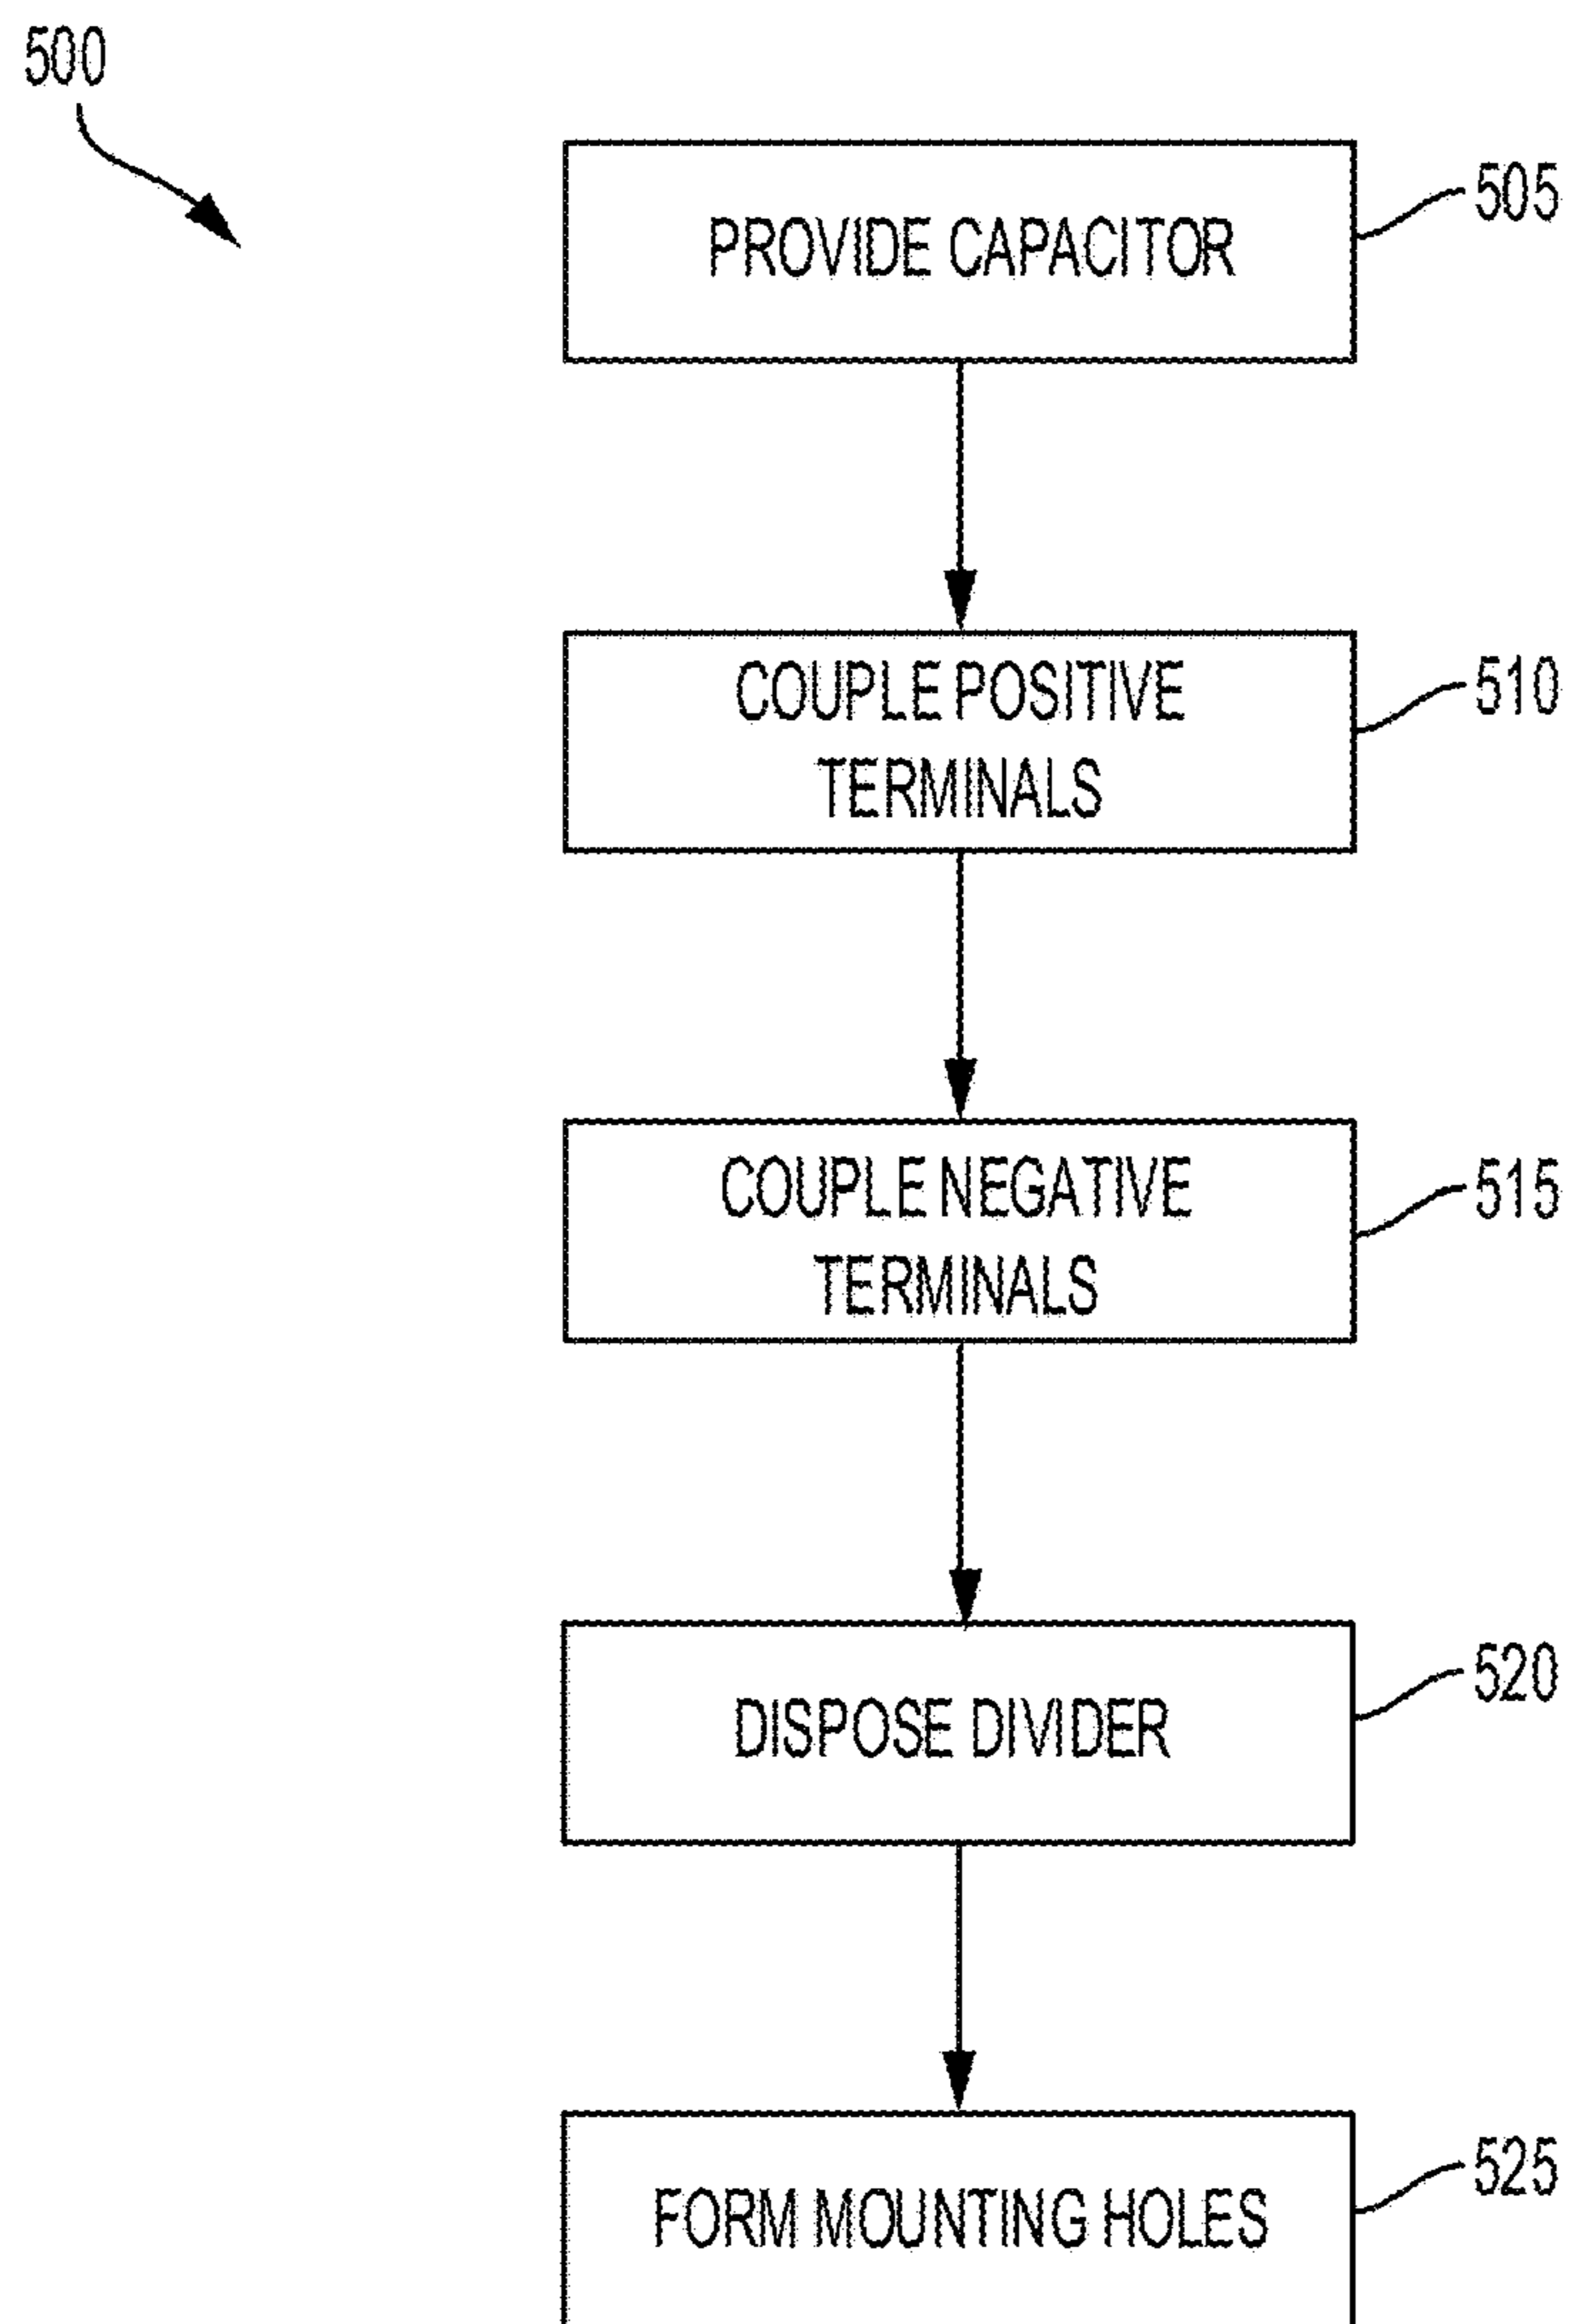 500
PROVIDE CAPACITOR
505
COUPLE POSITIVE
TERMINALS
510
COUPLE NEGATIVE
TERMINALS
515
DISPOSE DIVIDER
520
FORM MOUNTING HOLES
525